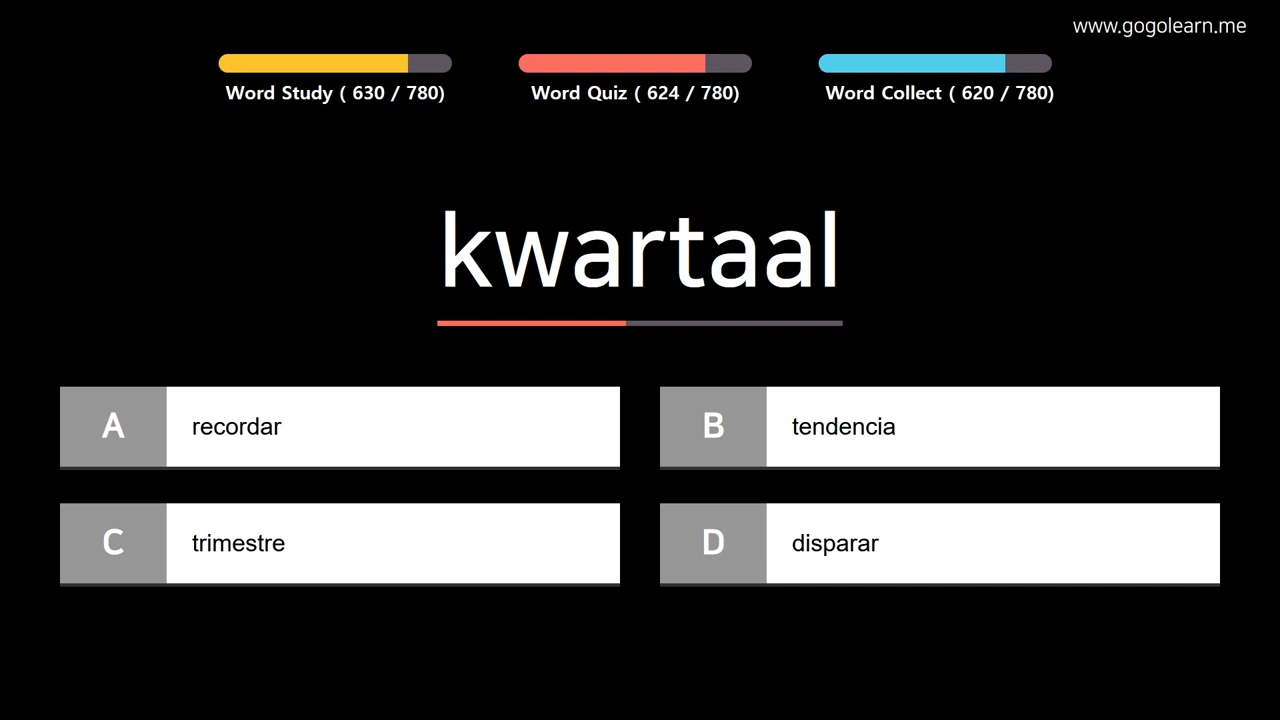 www.gogolearn.me
Word Study ( 630 / 780)
Word Quiz ( 624 / 780)
Word Collect ( 620 / 780)
kwartaal
A recordar
B tendencia
C trimestre
D disparar